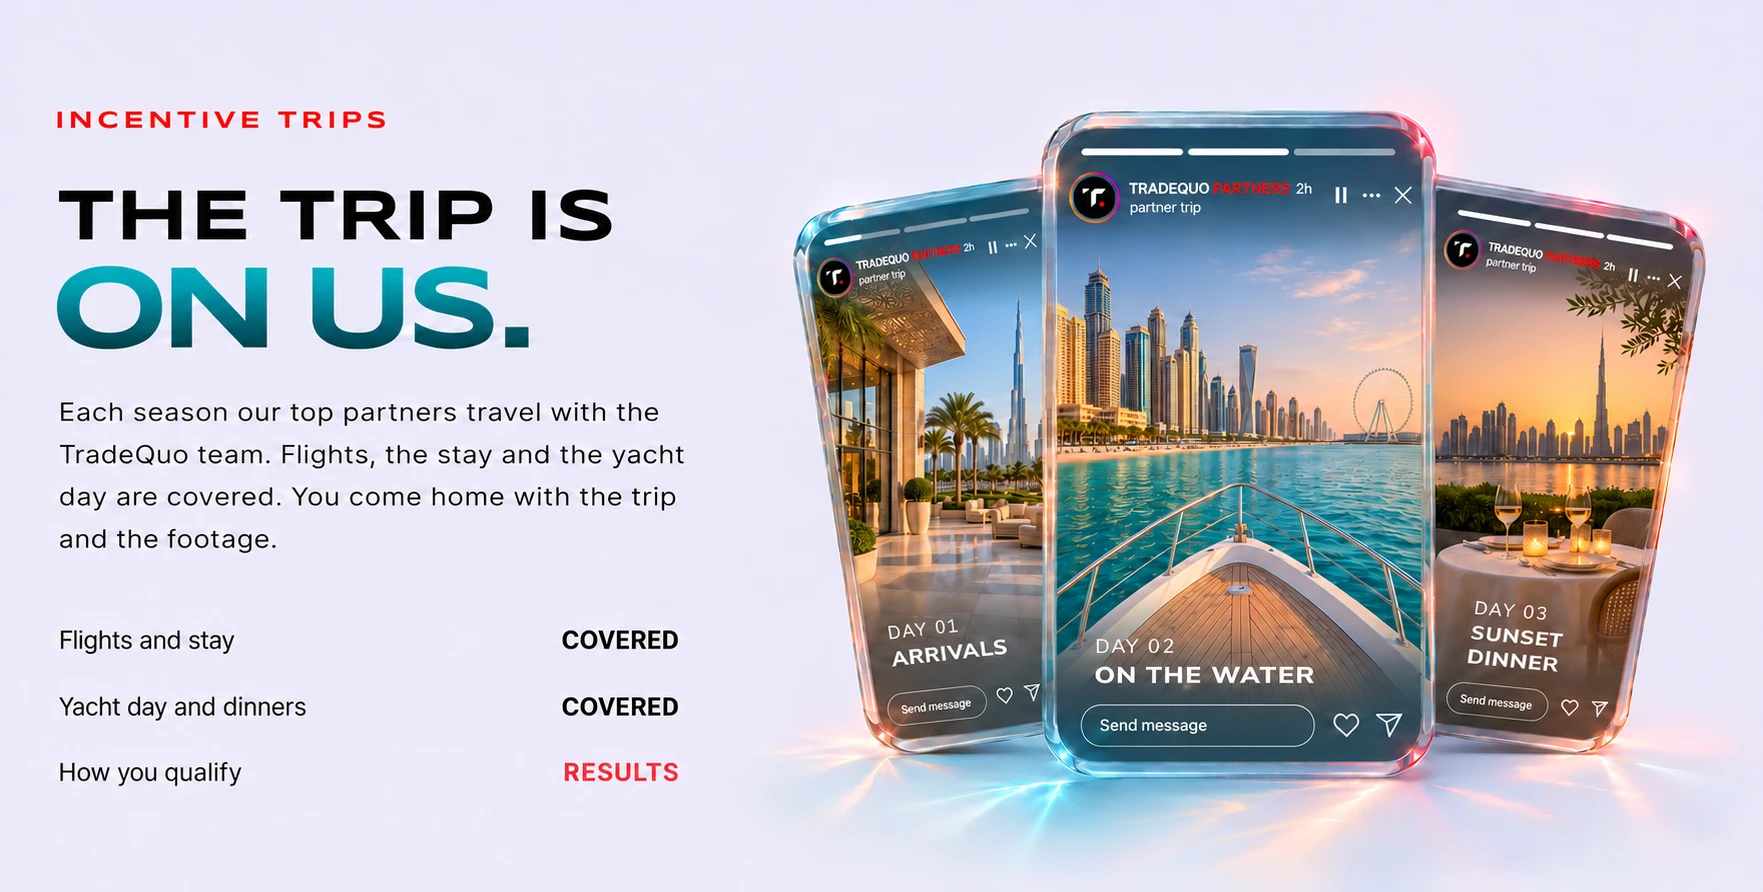 INCENTIVE TRIPS
THE TRIP IS
ON US.
Each season our top partners travel with the
TradeQuo team. Flights, the stay and the yacht
day are covered. You come home with the trip
and the footage.
Flights and stay COVERED
Yacht day and dinners COVERED
How you qualify RESULTS
TRADEQUO PARTNERS 2h
partner trip
DAY 01
ARRIVALS
Send message
TRADEQUO PARTNERS 2h
partner trip
DAY 02
ON THE WATER
Send message
TRADEQUO PARTNERS 2h
partner trip
DAY 03
SUNSET
DINNER
Send message